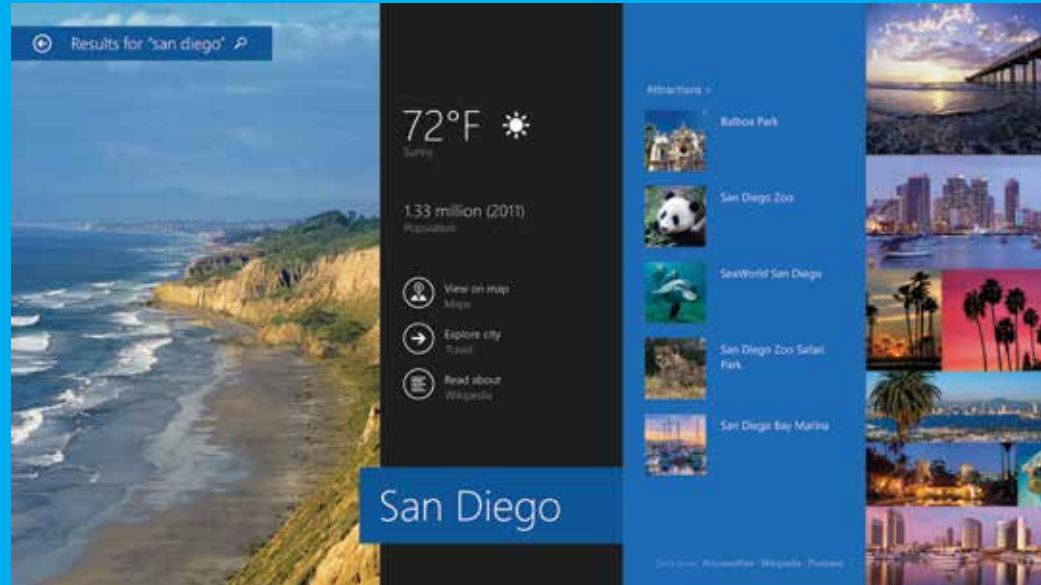 Results for "san diego"
72°F
Sunny
1.33 million (2011)
Population
View on map
Maps
Explore city
Travel
Read about
Wikipedia
San Diego
Attractions
Balboa Park
San Diego Zoo
SeaWorld San Diego
San Diego Zoo Safari
Park
San Diego Bay Marina
Wikipedia